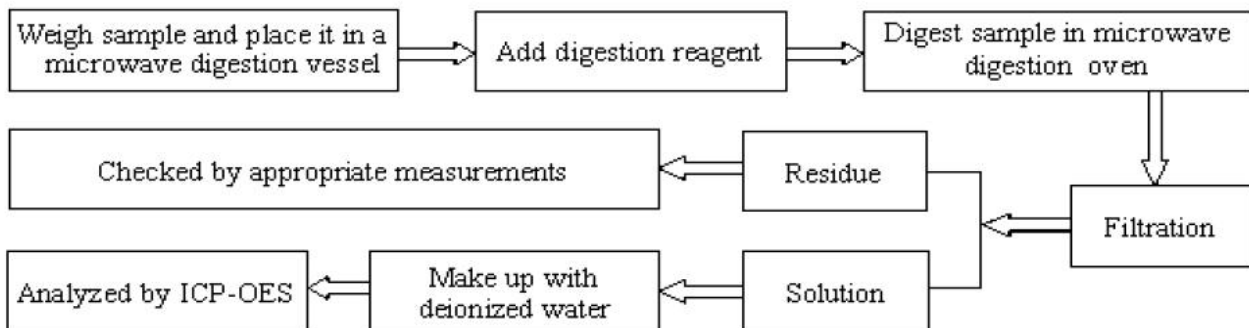 Weigh sample and place it in a
microwave digestion vessel
Add digestion reagent
Digest sample in microwave
digestion oven
Filtration
Residue
Checked by appropriate measurements
Solution
Make up with
deionized water
Analyzed by ICP-OES